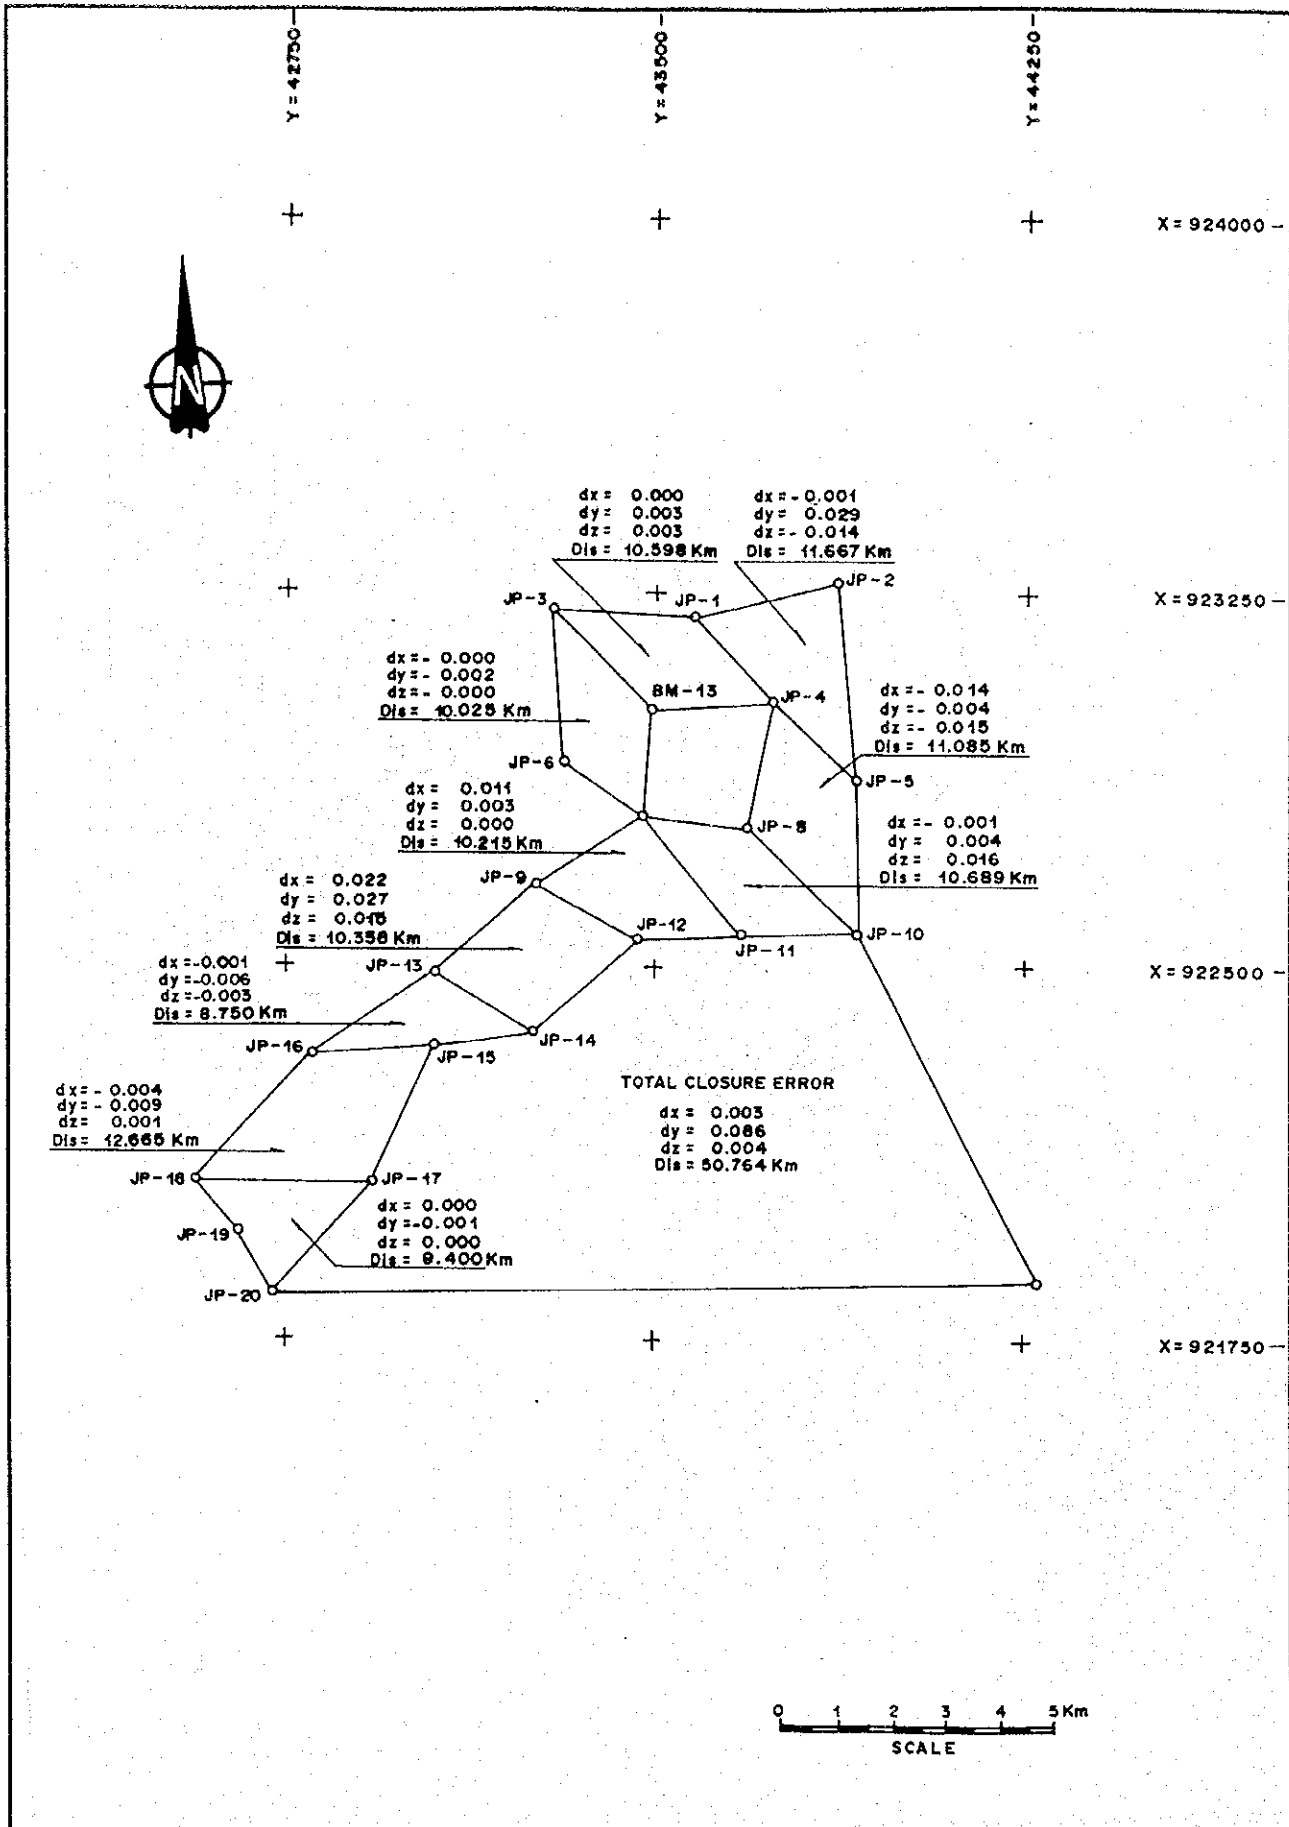 Y = 42750
Y = 43500
Y = 44250
X = 924000
N
dx = 0.000
dy = 0.003
dz = 0.003
Dis = 10.598 Km
dx = - 0.001
dy = 0.029
dz = - 0.014
Dis = 11.667 Km
JP-2
JP-3
JP-1
X = 923250
dx = - 0.000
dy = - 0.002
dz = - 0.000
Dis = 10.025 Km
BM-13
JP-4
dx = - 0.014
dy = - 0.004
dz = - 0.015
Dis = 11.085 Km
JP-6
JP-5
dx = 0.011
dy = 0.003
dz = 0.000
Dis = 10.215 Km
JP-8
dx = - 0.001
dy = 0.004
dz = 0.016
Dis = 10.689 Km
JP-9
dx = 0.022
dy = 0.027
dz =
Dis = 10.356 Km
JP-12
JP-11
JP-10
JP-13
X = 922500
dx = -0.001
dy = -0.006
dz = -0.003
Dis = 8.750 Km
JP-16
JP-15
JP-14
TOTAL CLOSURE ERROR
dx = 0.003
dy = 0.086
dz = 0.004
Dis = 50.764 Km
dx = - 0.004
dy = - 0.009
dz = 0.001
Dis = 12.665 Km
JP-18
JP-17
dx = 0.000
dy = -0.001
dz = 0.000
Dis = 9.400 Km
JP-19
JP-20
X = 921750
0 1 2 3 4 5 Km
SCALE